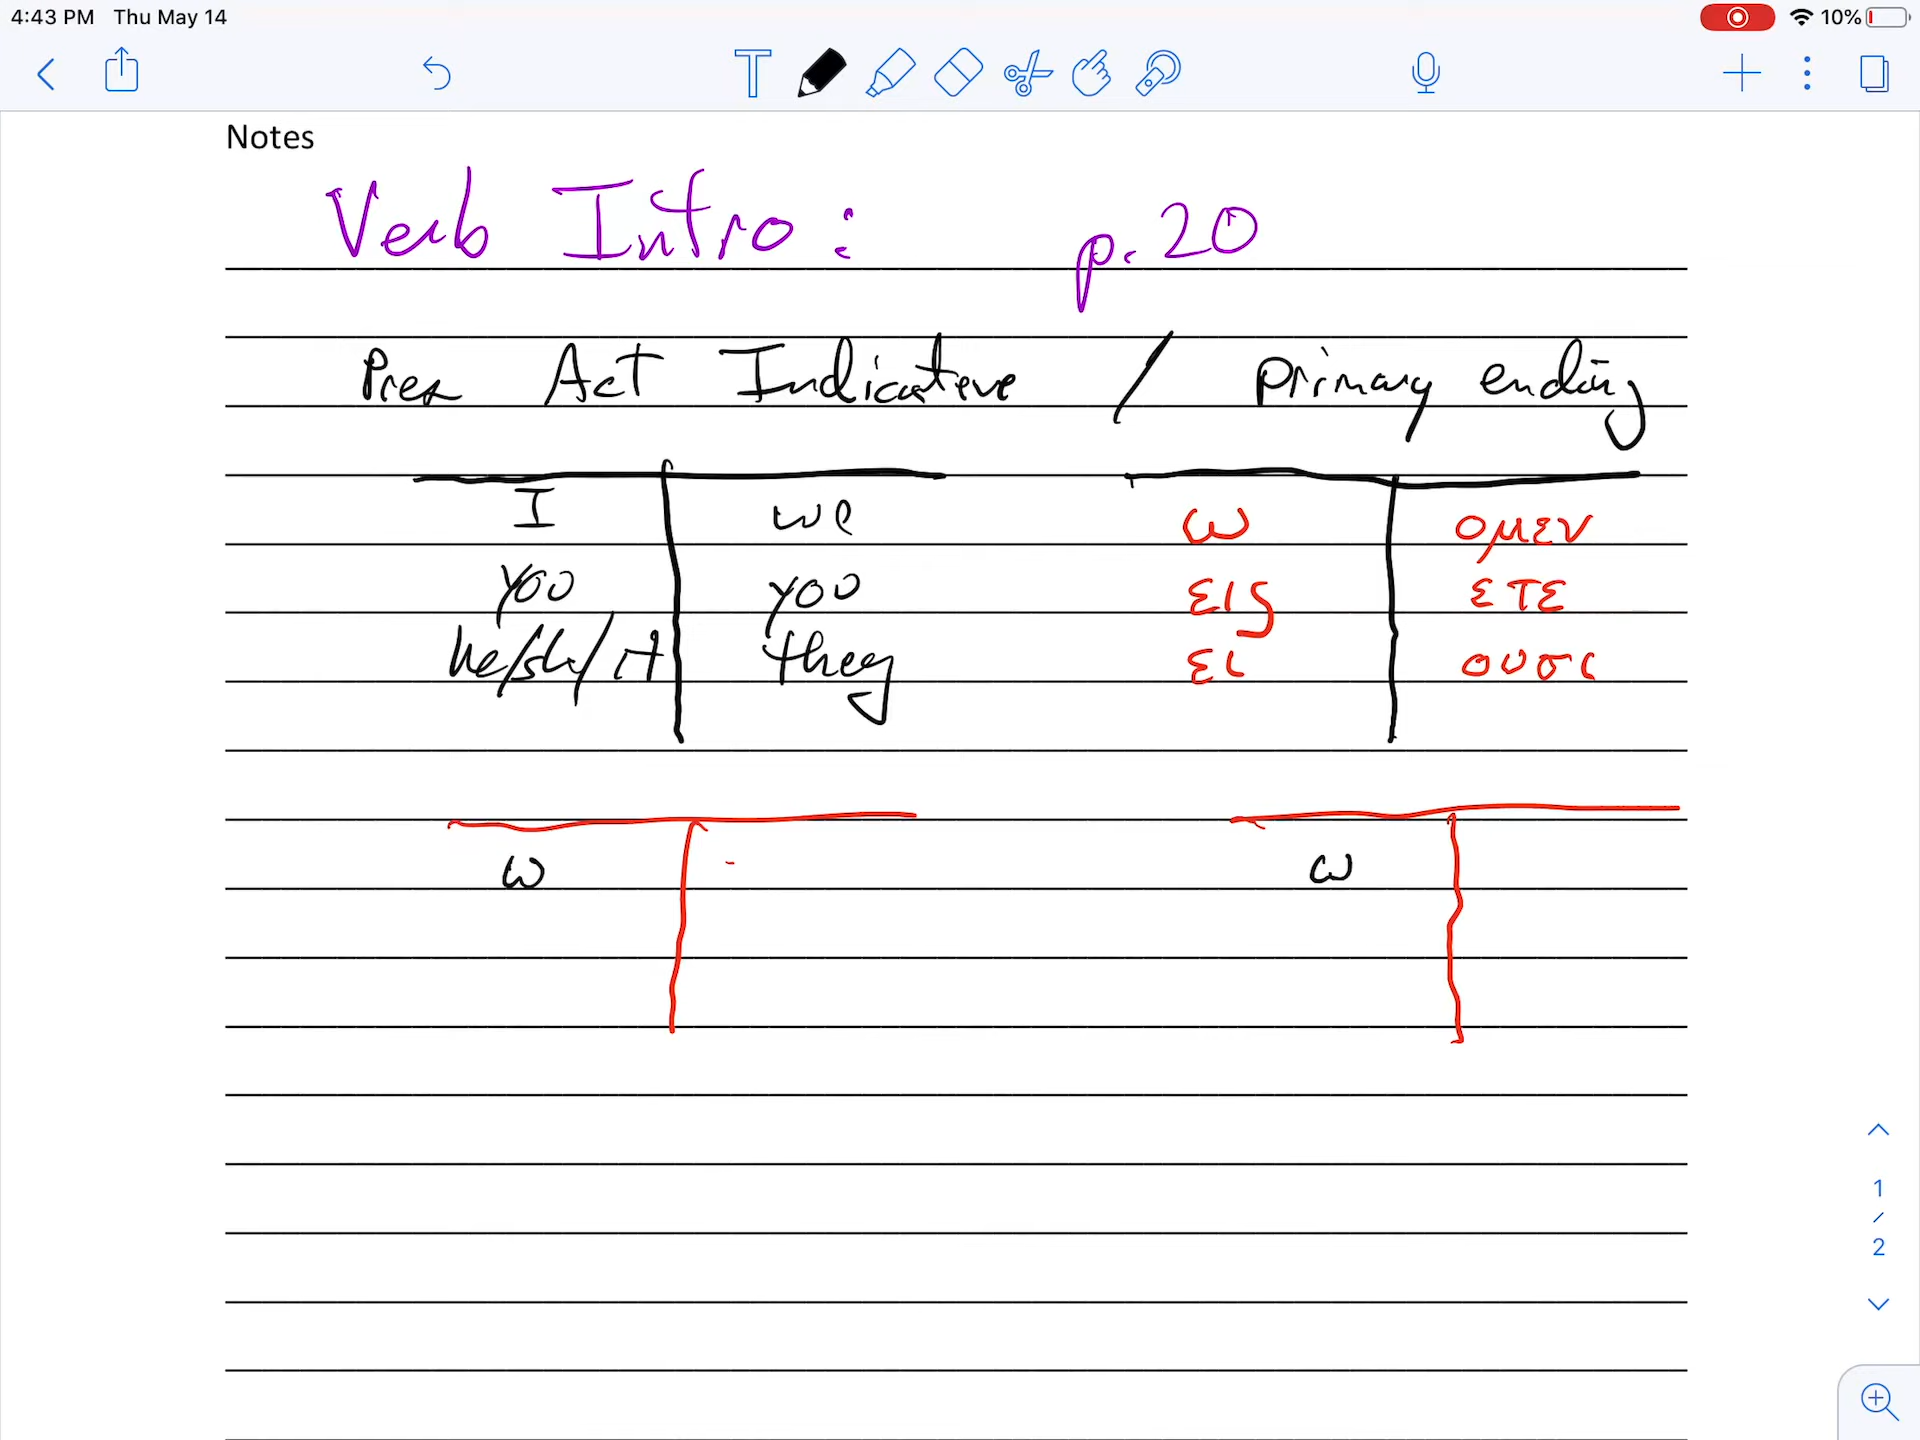 4:43 PM Thu May 14 10%
Notes
Verb Intro: p. 20
Pres Act Indicative / primary ending
I we ω ομεν
you you εις ετε
he/sh/it they ει ουσι
ω ω
1
/
2